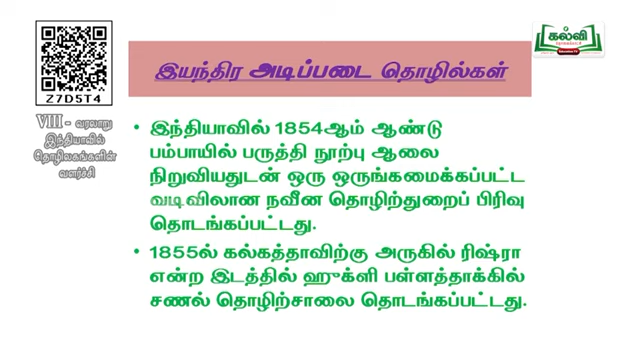 Z7D5T4
கல்வி
VIII - வரலாறு
இந்தியாவில்
தொழிலகங்களின்
வளர்ச்சி
இயந்திர அடிப்படை தொழில்கள்
• இந்தியாவில் 1854ஆம் ஆண்டு
பம்பாயில் பருத்தி நூற்பு ஆலை
நிறுவியதுடன் ஒரு ஒருங்கமைக்கப்பட்ட
வடிவிலான நவீன தொழிற்துறைப் பிரிவு
தொடங்கப்பட்டது.
• 1855ல் கல்கத்தாவிற்கு அருகில் ரிஷ்ரா
என்ற இடத்தில் ஹுக்ளி பள்ளத்தாக்கில்
சணல் தொழிற்சாலை தொடங்கப்பட்டது.